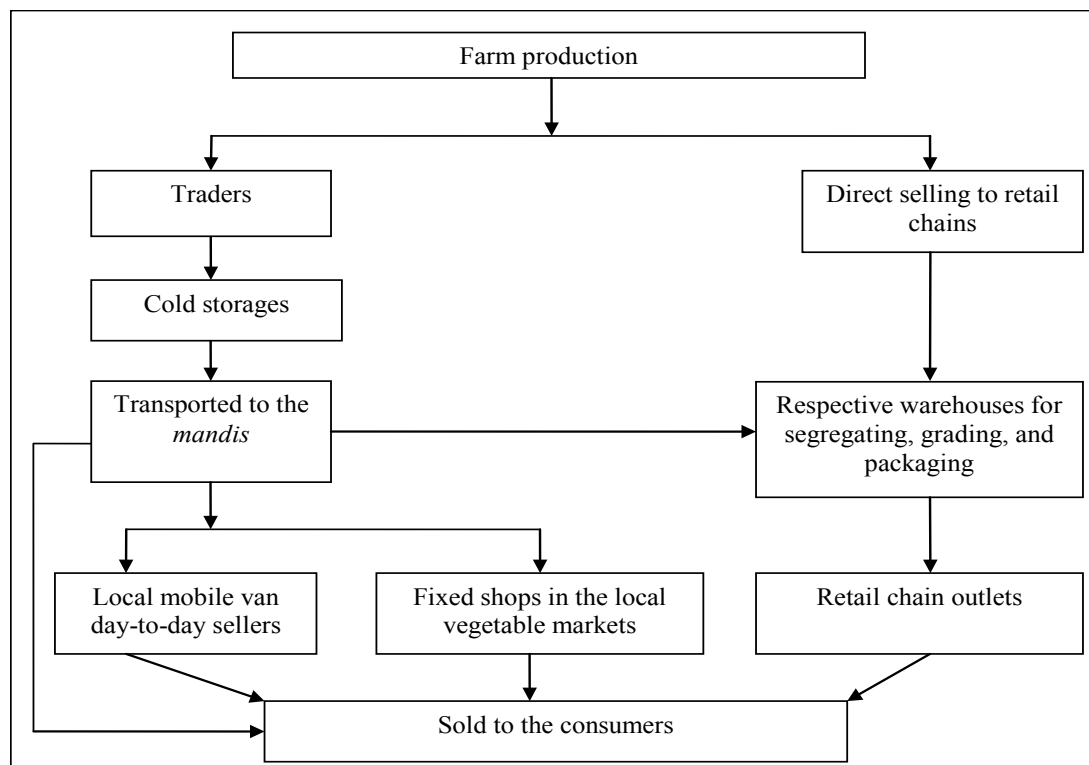 Farm production
Traders
Direct selling to retail
chains
Cold storages
Transported to the
mandis
Respective warehouses for
segregating, grading, and
packaging
Local mobile van
day-to-day sellers
Fixed shops in the local
vegetable markets
Retail chain outlets
Sold to the consumers